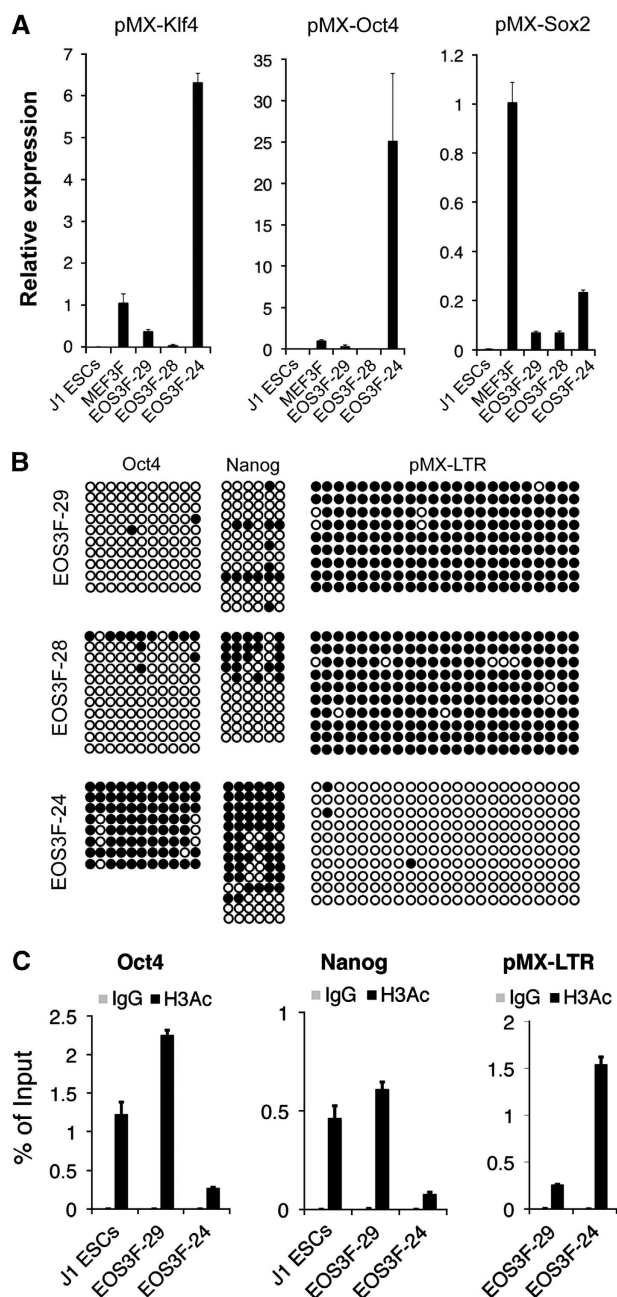 A
pMX-Klf4
pMX-Oct4
pMX-Sox2
Relative expression
7
6
5
4
3
2
1
0
J1 ESCs
MEF3F
EOS3F-29
EOS3F-28
EOS3F-24
35
30
25
20
15
10
5
0
J1 ESCs
MEF3F
EOS3F-29
EOS3F-28
EOS3F-24
1.2
1
0.8
0.6
0.4
0.2
0
J1 ESCs
MEF3F
EOS3F-29
EOS3F-28
EOS3F-24
B
Oct4
Nanog
pMX-LTR
EOS3F-29
EOS3F-28
EOS3F-24
C
Oct4
Nanog
pMX-LTR
% of Input
IgG H3Ac
2.5
2
1.5
1
0.5
0
J1 ESCs
EOS3F-29
EOS3F-24
IgG H3Ac
1
0.5
0
J1 ESCs
EOS3F-29
EOS3F-24
IgG H3Ac
2
1.5
1
0.5
0
EOS3F-29
EOS3F-24